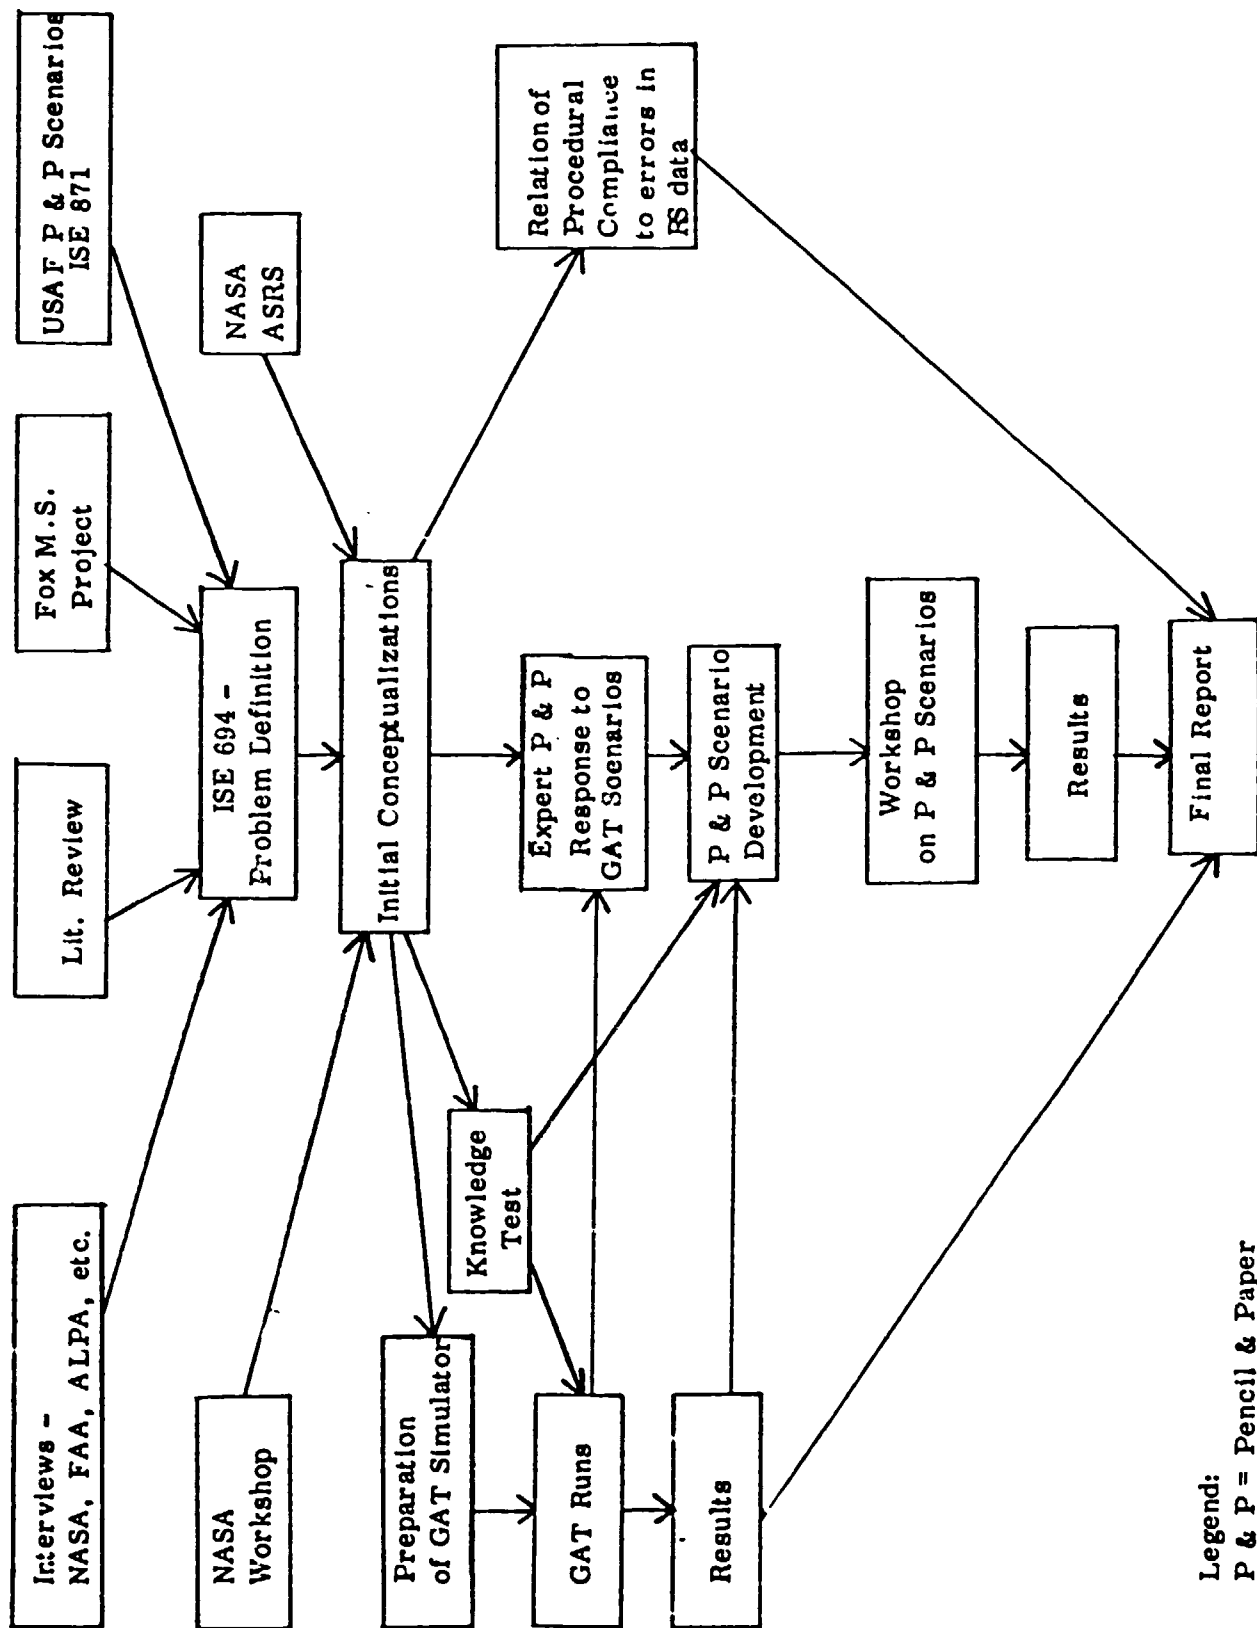 Interviews -
NASA, FAA, ALPA, etc.
Lit. Review
Fox M.S.
Project
USAF P & P Scenarios
ISE 871
NASA
Workshop
ISE 694 -
Problem Definition
NASA
ASRS
Initial Conceptualizations
Preparation
of GAT Simulator
Knowledge
Test
Expert P & P
Response to
GAT Scenarios
Relation of
Procedural
Compliance
to errors in
RS data
GAT Runs
P & P Scenario
Development
Results
Workshop
on P & P Scenarios
Results
Final Report
Legend:
P & P = Pencil & Paper